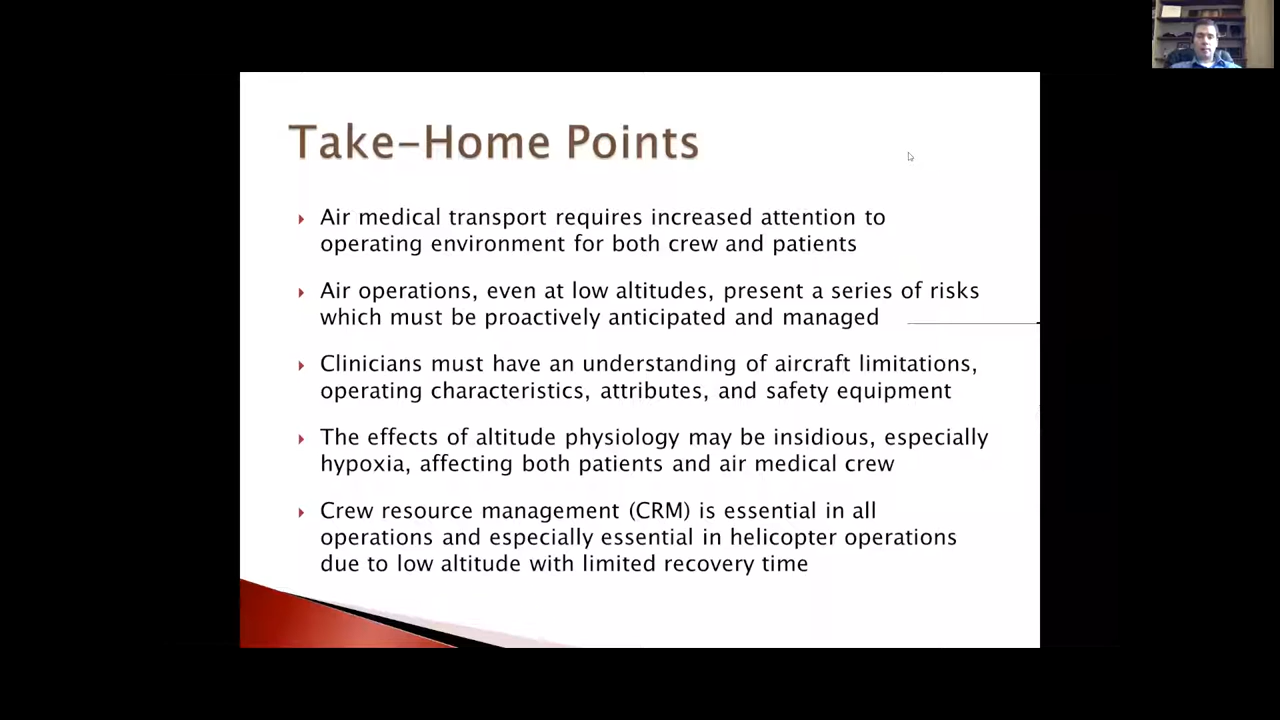 Take-Home Points
Air medical transport requires increased attention to
operating environment for both crew and patients
Air operations, even at low altitudes, present a series of risks
which must be proactively anticipated and managed
Clinicians must have an understanding of aircraft limitations,
operating characteristics, attributes, and safety equipment
The effects of altitude physiology may be insidious, especially
hypoxia, affecting both patients and air medical crew
Crew resource management (CRM) is essential in all
operations and especially essential in helicopter operations
due to low altitude with limited recovery time